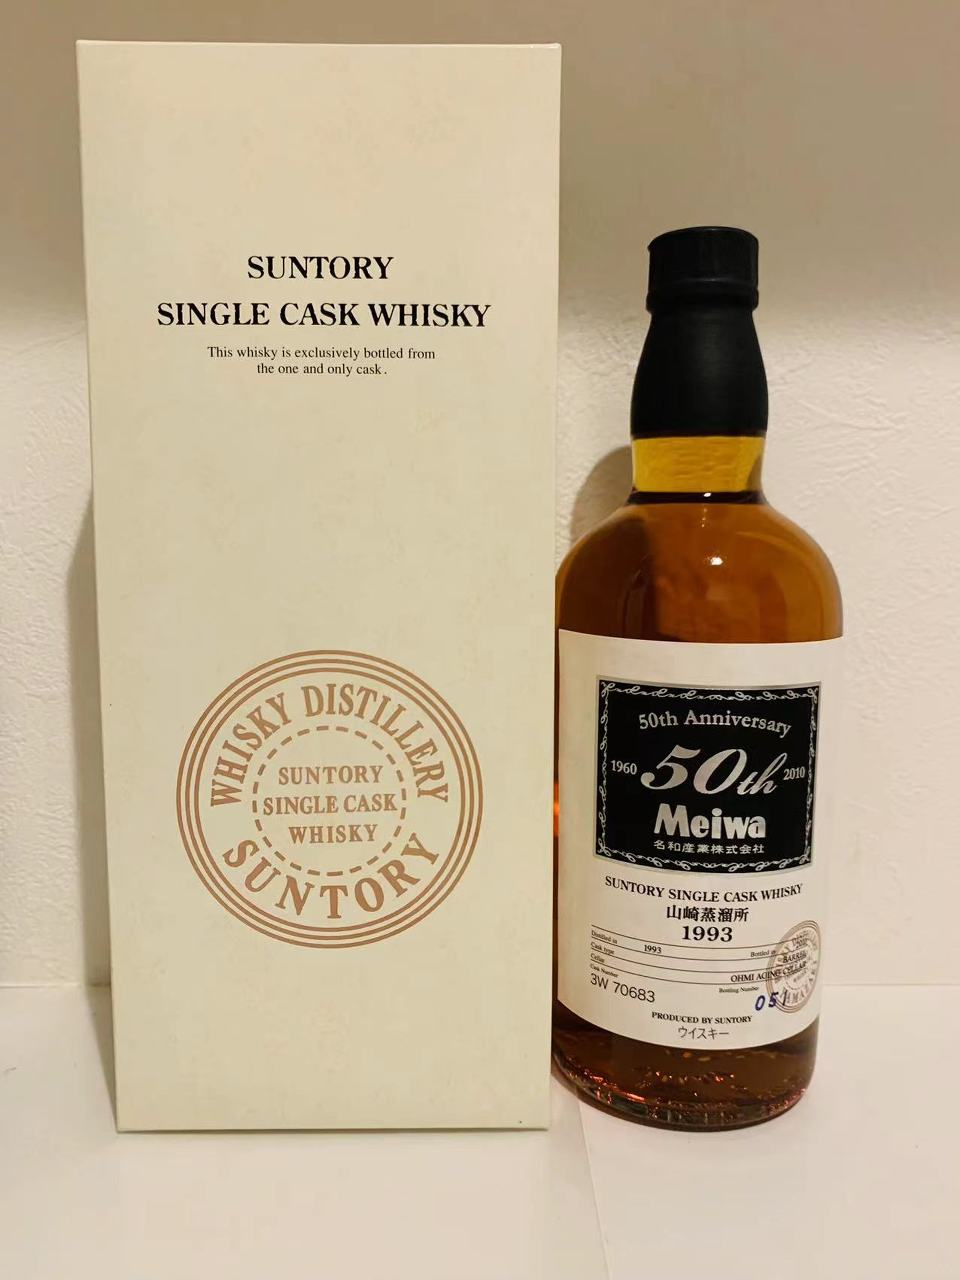 SUNTORY
SINGLE CASK WHISKY
This whisky is exclusively bottled from
the one and only cask.
WHISKY DISTILLERY
SUNTORY
SINGLE CASK
WHISKY
SUNTORY
50th Anniversary
1960 50th 2010
Meiwa
名和産業株式会社
SUNTORY SINGLE CASK WHISKY
山崎蒸溜所
1993
Distilled in 1993 Bottled in
Cask type BARREL
Cellar OHMI AGING CELLAR
Cask Number Bottling Number
3W 70683 051
PRODUCED BY SUNTORY
ウイスキー